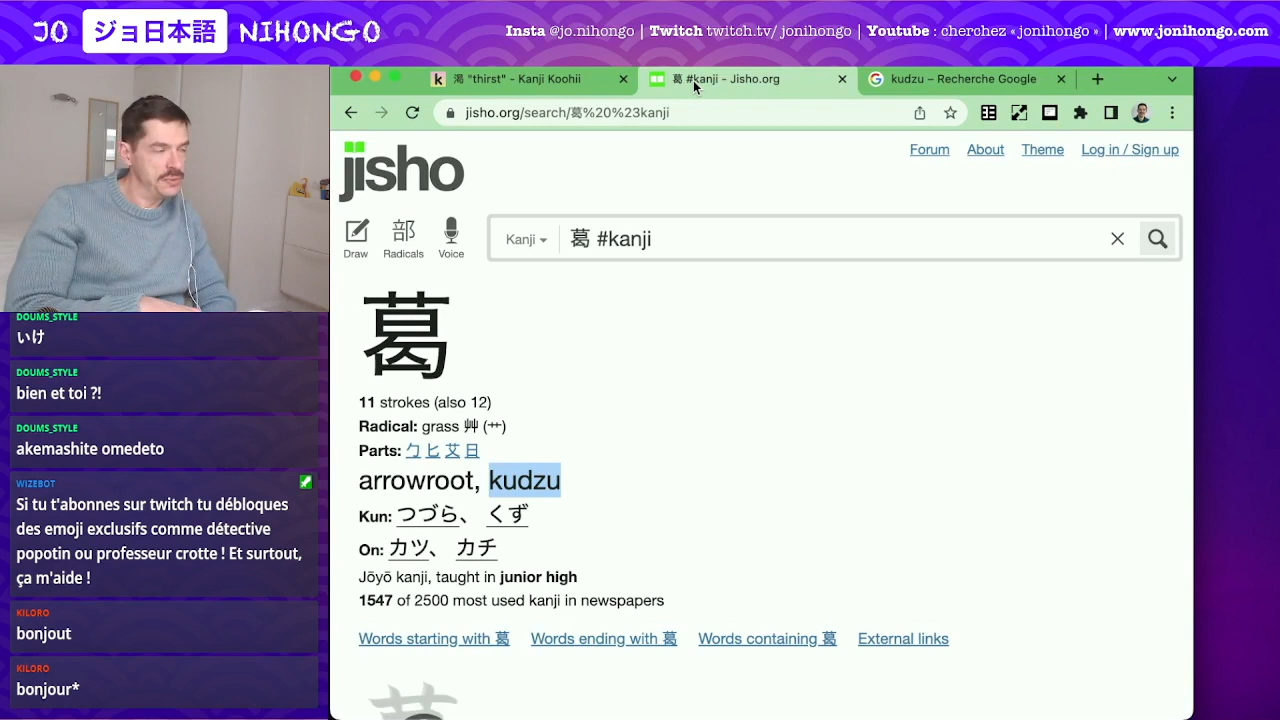 JO ジョ日本語 NIHONGO
Insta @jo.nihongo | Twitch twitch.tv/ jonihongo | Youtube : cherchez « jonihongo » | www.jonihongo.com
渇 "thirst" - Kanji Koohii
葛 #kanji - Jisho.org
kudzu – Recherche Google
jisho.org/search/葛%20%23kanji
jisho
Forum About Theme Log in / Sign up
部
Draw Radicals Voice
Kanji 葛 #kanji
葛
11 strokes (also 12)
Radical: grass 艸 (艹)
Parts: 勹 匕 艾 日
arrowroot, kudzu
Kun: つづら、 くず
On: カツ、 カチ
Jōyō kanji, taught in junior high
1547 of 2500 most used kanji in newspapers
Words starting with 葛 Words ending with 葛 Words containing 葛 External links
DOUMS_STYLE
いけ
DOUMS_STYLE
bien et toi ?!
DOUMS_STYLE
akemashite omedeto
WIZEBOT
Si tu t'abonnes sur twitch tu débloques
des emoji exclusifs comme détective
popotin ou professeur crotte ! Et surtout,
ça m'aide !
KILORO
bonjout
KILORO
bonjour*